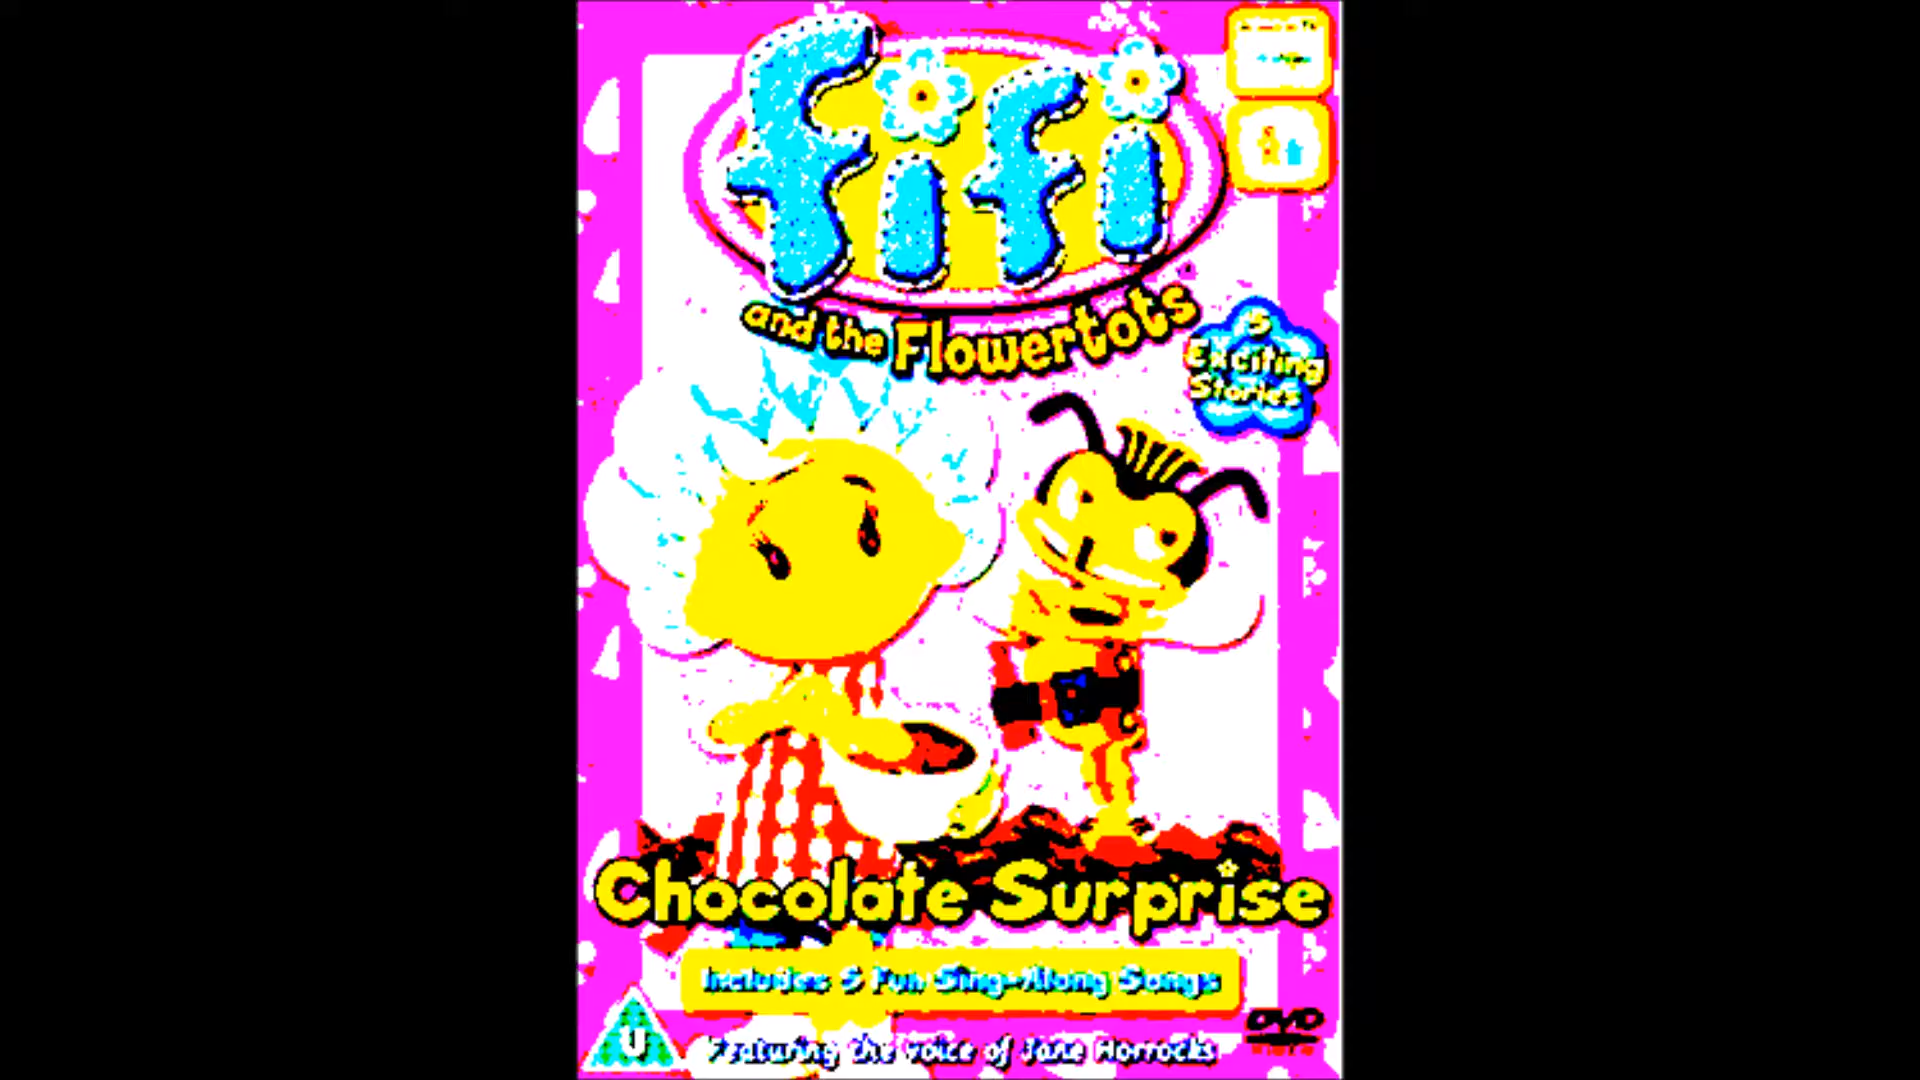 fifi
and the Flowertots
5
Exciting
Stories
Chocolate Surprise
Includes 5 Fun Sing-Along Songs
U
DVD
VIDEO
Featuring the voice of Jane Horrocks